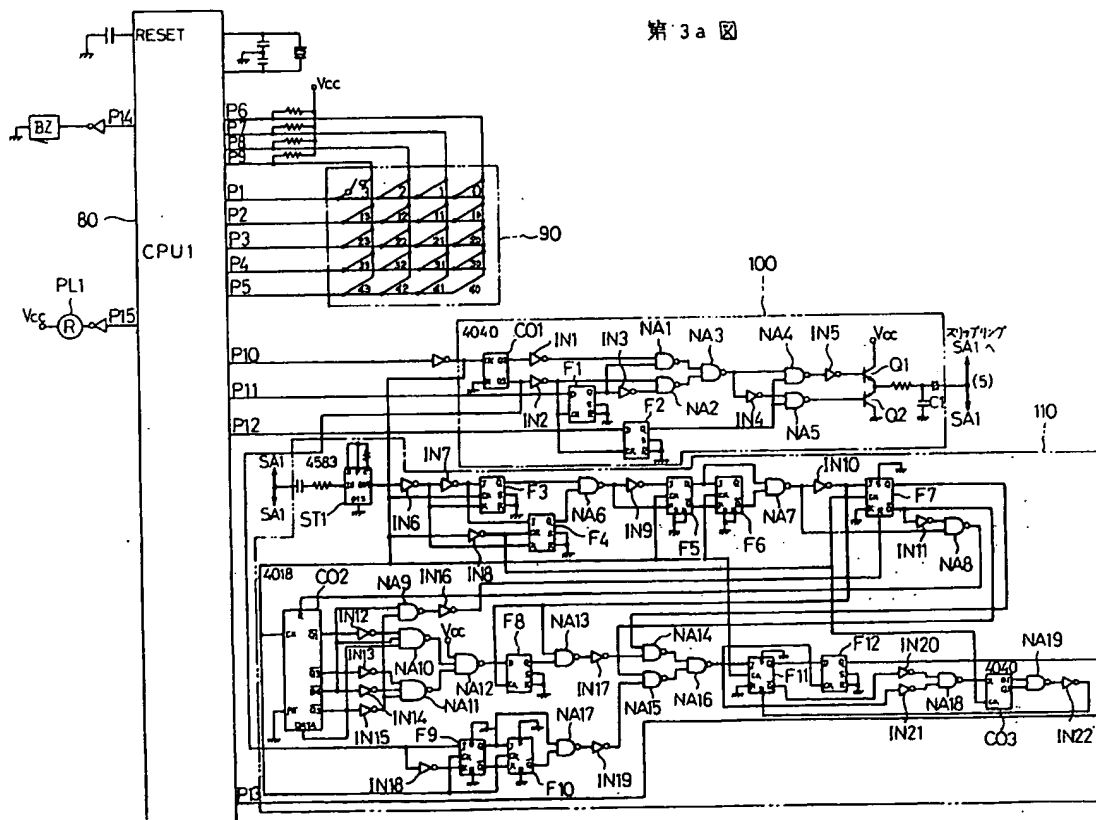 第3a図
RESET
Vcc
P6
P7
P8
P9
BZ
P14
P1
P2
P3
P4
P5
80
CPU1
90
PL1
Vcc
R
P15
100
P10
4040
CO1
IN1
NA1
IN3
NA3
NA4
IN5
Vcc
Q1
スリップリング
SA1へ
(5)
SA1
P11
F1
IN2
NA2
IN4
NA5
Q2
C1
F2
P12
110
SA1
SA1
4583
ST1
IN7
IN6
F3
NA6
IN9
F5
F6
NA7
IN10
F7
F4
IN8
IN11
NA8
4018
CO2
NA9
IN16
IN12
Vcc
F8
NA13
NA14
IN13
NA10
NA12
IN17
NA11
IN14
IN15
NA15
NA16
F11
F12
IN20
4040
NA19
F9
NA17
NA18
IN21
CO3
IN22
IN18
IN19
F10
P13